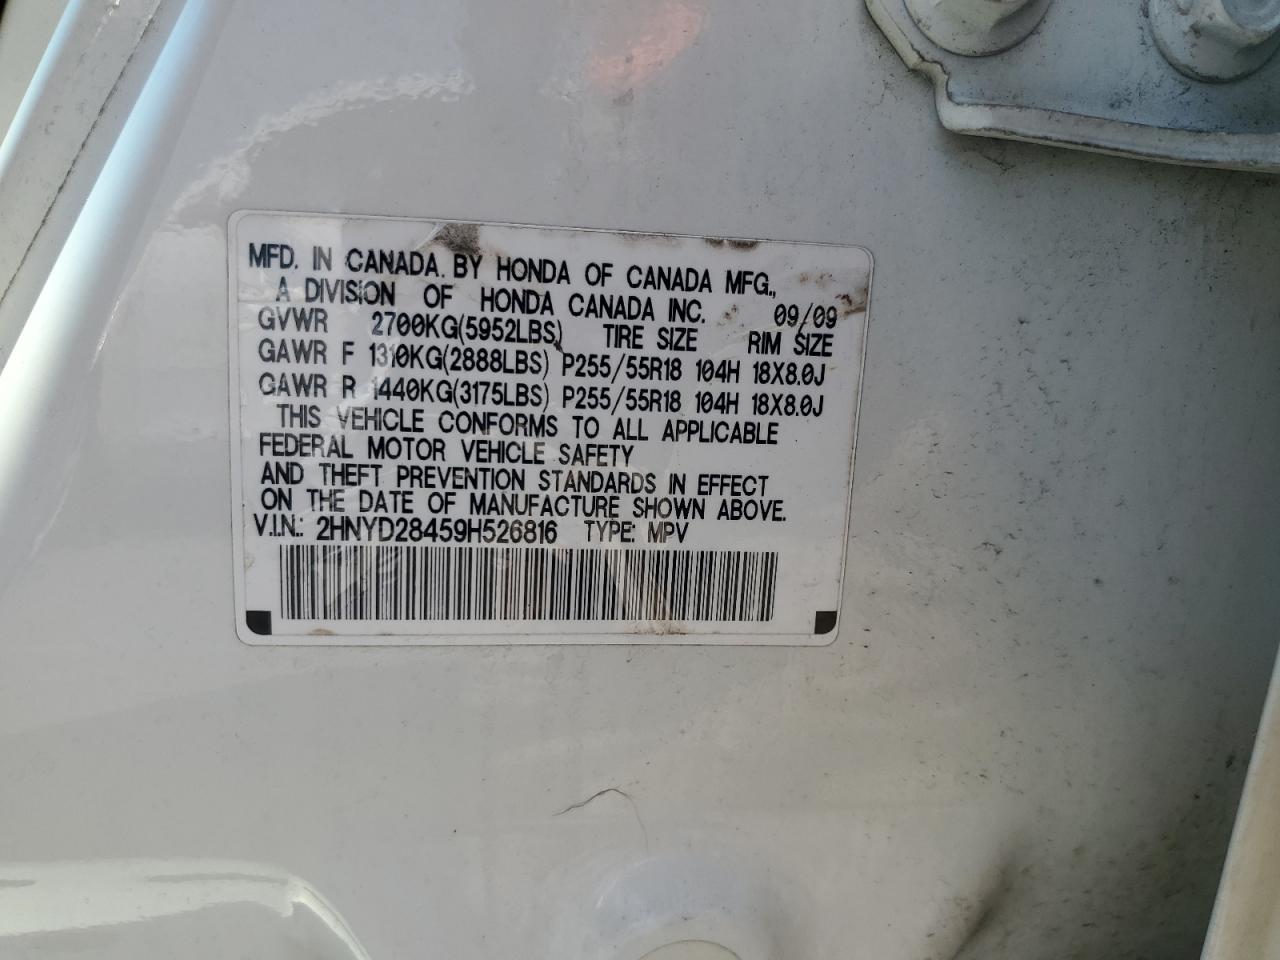 MFD. IN CANADA. BY HONDA OF CANADA MFG.,
A DIVISION OF HONDA CANADA INC. 09/09
GVWR 2700KG(5952LBS) TIRE SIZE RIM SIZE
GAWR F 1310KG(2888LBS) P255/55R18 104H 18X8.0J
GAWR R 1440KG(3175LBS) P255/55R18 104H 18X8.0J
THIS VEHICLE CONFORMS TO ALL APPLICABLE
FEDERAL MOTOR VEHICLE SAFETY
AND THEFT PREVENTION STANDARDS IN EFFECT
ON THE DATE OF MANUFACTURE SHOWN ABOVE.
V.I.N.: 2HNYD28459H526816 TYPE: MPV